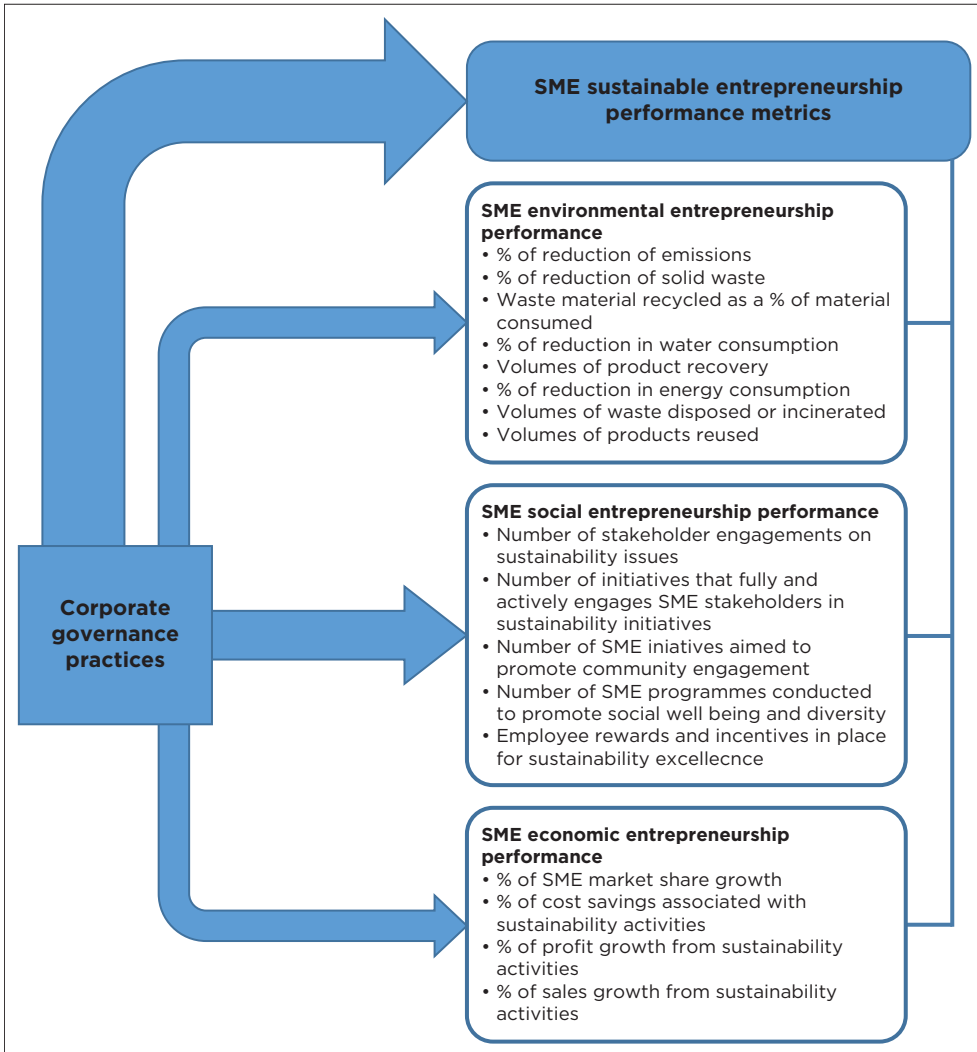 SME sustainable entrepreneurship
performance metrics
SME environmental entrepreneurship
performance
• % of reduction of emissions
• % of reduction of solid waste
• Waste material recycled as a % of material
consumed
• % of reduction in water consumption
• Volumes of product recovery
• % of reduction in energy consumption
• Volumes of waste disposed or incinerated
• Volumes of products reused
SME social entrepreneurship performance
• Number of stakeholder engagements on
sustainability issues
• Number of initiatives that fully and
actively engages SME stakeholders in
sustainability initiatives
• Number of SME iniatives aimed to
promote community engagement
• Number of SME programmes conducted
to promote social well being and diversity
• Employee rewards and incentives in place
for sustainability excellecnce
Corporate
governance
practices
SME economic entrepreneurship
performance
• % of SME market share growth
• % of cost savings associated with
sustainability activities
• % of profit growth from sustainability
activities
• % of sales growth from sustainability
activities